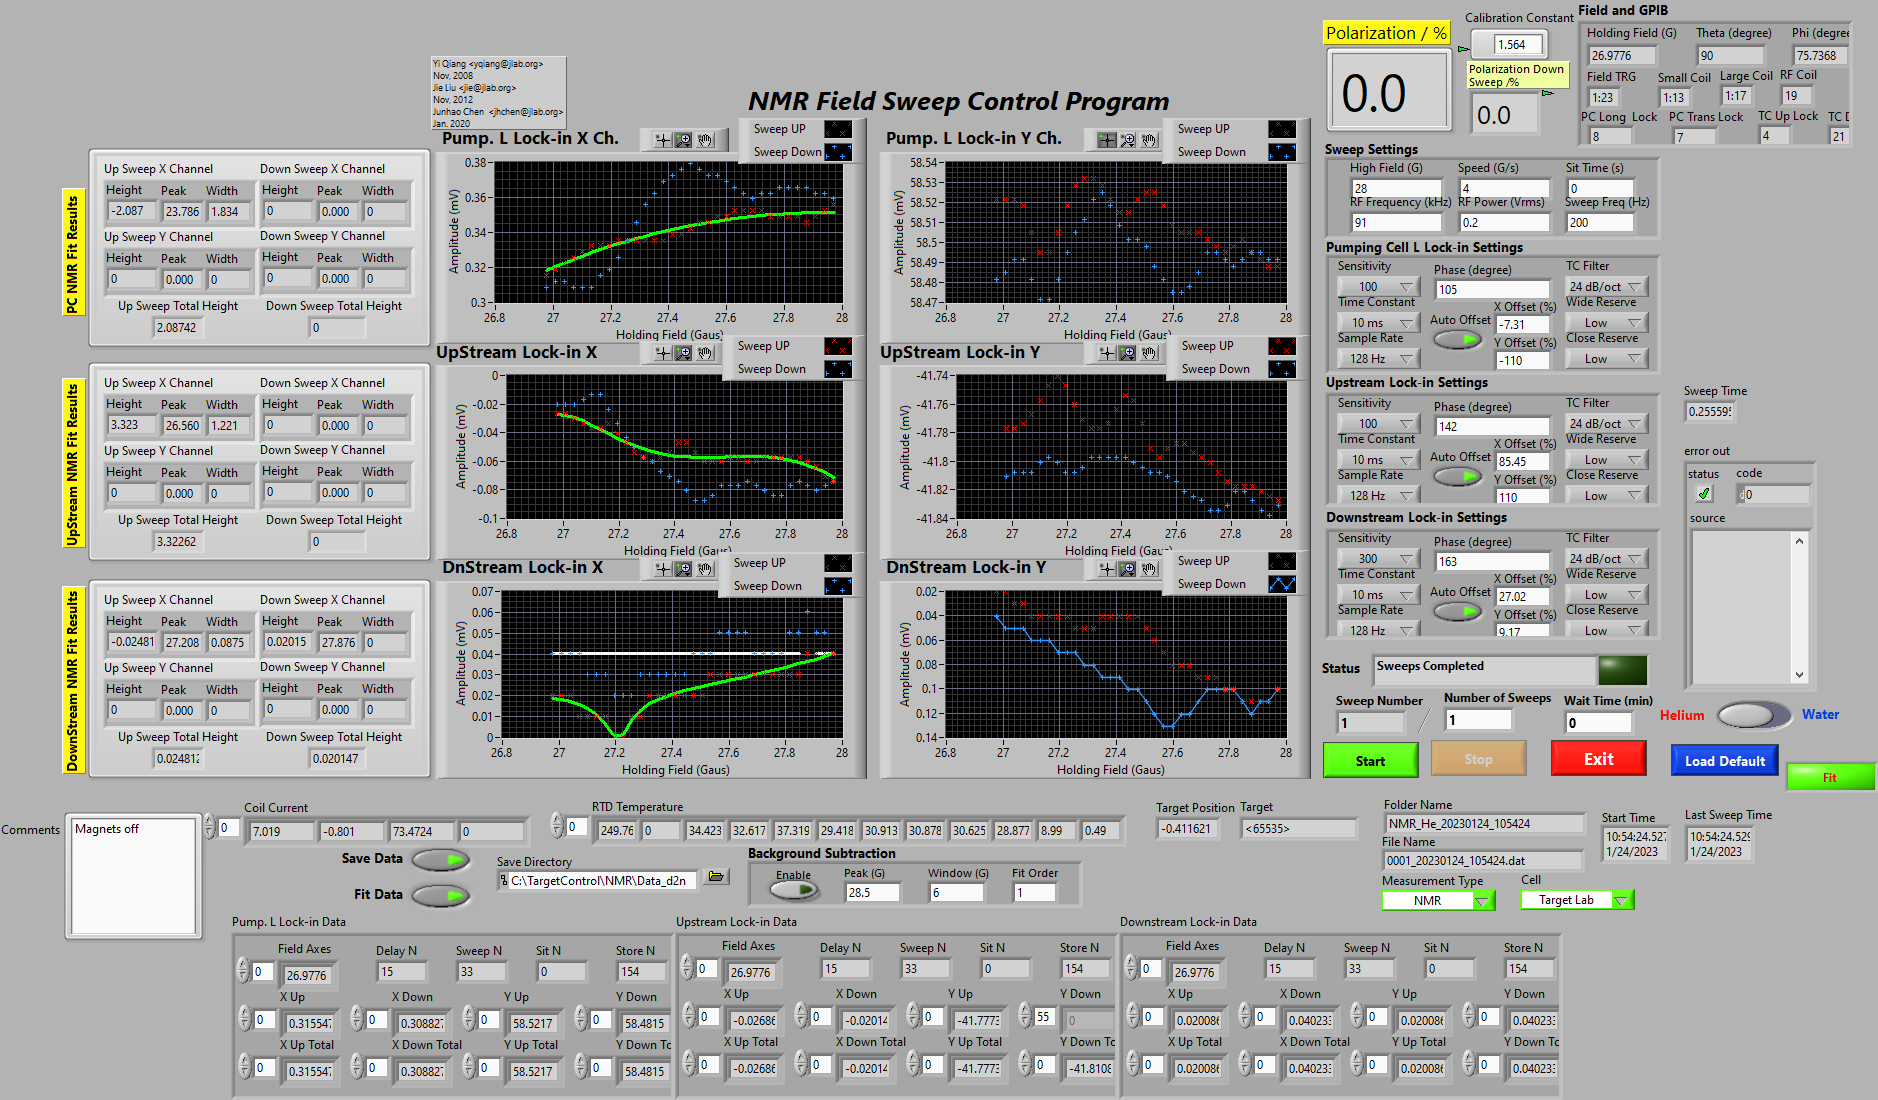 Yi Qiang <yqiang@jlab.org>
Nov, 2008
Jie Liu <jie@jlab.org>
Nov, 2012
Junhao Chen <jhchen@jlab.org>
Jan. 2020
NMR Field Sweep Control Program
Polarization / %
0.0
Calibration Constant
1.564
Polarization Down
Sweep /%
0.0
Field and GPIB
Holding Field (G) Theta (degree) Phi (degree
26.9776 90 75.7368
Field TRG Small Coil Large Coil RF Coil
1:23 1:13 1:17 19
PC Long Lock PC Trans Lock TC Up Lock TC D
8 7 4 21
PC NMR Fit Results
Up Sweep X Channel Down Sweep X Channel
Height Peak Width Height Peak Width
-2.087 23.786 1.834 0 0.000 0
Up Sweep Y Channel Down Sweep Y Channel
Height Peak Width Height Peak Width
0 0.000 0 0 0.000 0
Up Sweep Total Height Down Sweep Total Height
2.08742 0
Pump. L Lock-in X Ch.
Sweep UP
Sweep Down
Amplitude (mV)
0.38
0.36
0.34
0.32
0.3
26.8 27 27.2 27.4 27.6 27.8 28
Holding Field (Gaus)
Pump. L Lock-in Y Ch.
Sweep UP
Sweep Down
Amplitude (mV)
58.54
58.53
58.52
58.51
58.5
58.49
58.48
58.47
26.8 27 27.2 27.4 27.6 27.8 28
Holding Field (Gaus)
Sweep Settings
High Field (G) Speed (G/s) Sit Time (s)
28 4 0
RF Frequency (kHz) RF Power (Vrms) Sweep Freq (Hz)
91 0.2 200
Pumping Cell L Lock-in Settings
Sensitivity Phase (degree) TC Filter
100 105 24 dB/oct
Time Constant X Offset (%) Wide Reserve
10 ms Auto Offset -7.31 Low
Sample Rate Y Offset (%) Close Reserve
128 Hz -110 Low
UpStream NMR Fit Results
Up Sweep X Channel Down Sweep X Channel
Height Peak Width Height Peak Width
3.323 26.560 1.221 0 0.000 0
Up Sweep Y Channel Down Sweep Y Channel
Height Peak Width Height Peak Width
0 0.000 0 0 0.000 0
Up Sweep Total Height Down Sweep Total Height
3.32262 0
UpStream Lock-in X
Sweep UP
Sweep Down
Amplitude (mV)
0
-0.02
-0.04
-0.06
-0.08
-0.1
26.8 27 27.2 27.4 27.6 27.8 28
Holding Field (Gaus)
UpStream Lock-in Y
Sweep UP
Sweep Down
Amplitude (mV)
-41.74
-41.76
-41.78
-41.8
-41.82
-41.84
26.8 27 27.2 27.4 27.6 27.8 28
Holding Field (Gaus)
Upstream Lock-in Settings
Sensitivity Phase (degree) TC Filter
100 142 24 dB/oct
Time Constant X Offset (%) Wide Reserve
10 ms Auto Offset 85.45 Low
Sample Rate Y Offset (%) Close Reserve
128 Hz 110 Low
Sweep Time
0.25559
error out
status code
0
source
DownStream NMR Fit Results
Up Sweep X Channel Down Sweep X Channel
Height Peak Width Height Peak Width
-0.02481 27.208 0.0875 0.02015 27.876 0
Up Sweep Y Channel Down Sweep Y Channel
Height Peak Width Height Peak Width
0 0.000 0 0 0.000 0
Up Sweep Total Height Down Sweep Total Height
0.02481 0.020147
DnStream Lock-in X
Sweep UP
Sweep Down
Amplitude (mV)
0.07
0.06
0.05
0.04
0.03
0.02
0.01
0
26.8 27 27.2 27.4 27.6 27.8 28
Holding Field (Gaus)
DnStream Lock-in Y
Sweep UP
Sweep Down
Amplitude (mV)
0.02
0.04
0.06
0.08
0.1
0.12
0.14
26.8 27 27.2 27.4 27.6 27.8 28
Holding Field (Gaus)
Downstream Lock-in Settings
Sensitivity Phase (degree) TC Filter
300 163 24 dB/oct
Time Constant X Offset (%) Wide Reserve
10 ms Auto Offset 27.02 Low
Sample Rate Y Offset (%) Close Reserve
128 Hz 9.17 Low
Status Sweeps Completed
Sweep Number Number of Sweeps Wait Time (min)
1 / 1 0
Helium Water
Start Stop Exit Load Default Fit
Comments
Magnets off
Coil Current
0 7.019 -0.801 73.4724 0
RTD Temperature
0 249.76 0 34.423 32.617 37.319 29.418 30.913 30.878 30.625 28.877 8.99 0.49
Target Position Target
-0.411621 <65535>
Folder Name
NMR_He_20230124_105424
File Name
0001_20230124_105424.dat
Start Time
10:54:24.52
1/24/2023
Last Sweep Time
10:54:24.52
1/24/2023
Save Data
Fit Data
Save Directory
C:\TargetControl\NMR\Data_d2n
Background Subtraction
Enable Peak (G) Window (G) Fit Order
28.5 6 1
Measurement Type Cell
NMR Target Lab
Pump. L Lock-in Data
Field Axes Delay N Sweep N Sit N Store N
0 26.9776 15 33 0 154
X Up X Down Y Up Y Down
0 0.315547 0 0.308827 0 58.5217 0 58.4815
X Up Total X Down Total Y Up Total Y Down Tc
0 0.315547 0 0.308827 0 58.5217 0 58.4815
Upstream Lock-in Data
Field Axes Delay N Sweep N Sit N Store N
0 26.9776 15 33 0 154
X Up X Down Y Up Y Down
0 -0.02686 0 -0.02014 0 -41.7773 55 0
X Up Total X Down Total Y Up Total Y Down Tc
0 -0.02686 0 -0.02014 0 -41.7773 0 -41.8108
Downstream Lock-in Data
Field Axes Delay N Sweep N Sit N Store N
0 26.9776 15 33 0 154
X Up X Down Y Up Y Down
0 0.020086 0 0.040233 0 0.020086 0 0.040233
X Up Total X Down Total Y Up Total Y Down Tc
0 0.020086 0 0.040233 0 0.020086 0 0.040233